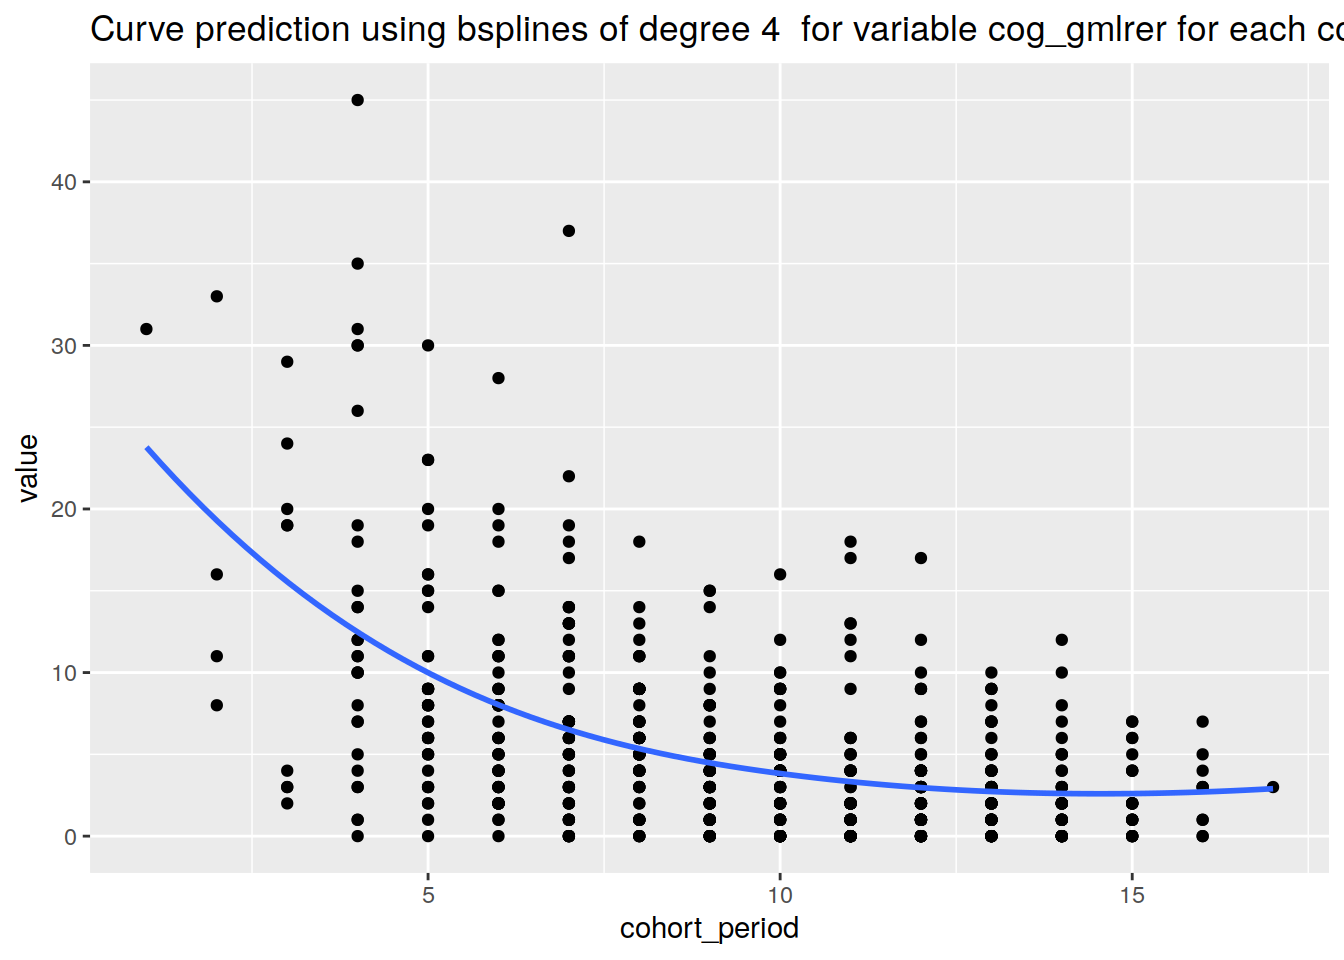 Curve prediction using bsplines of degree 4  for variable cog_gmlrer for each
value
40
30
20
10
0
5
10
15
cohort_period